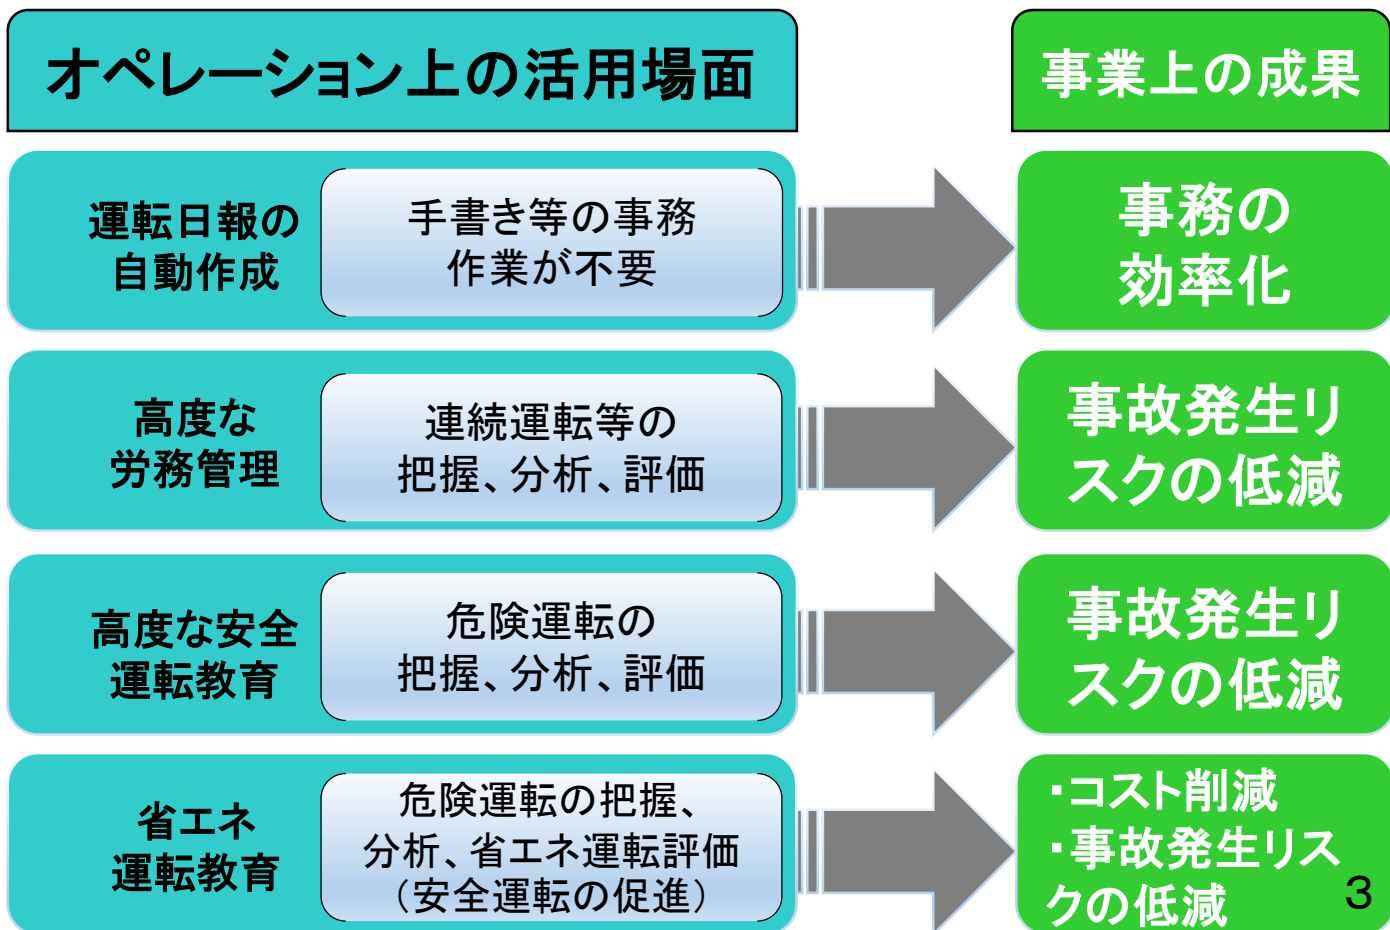 オペレーション上の活用場面
事業上の成果
運転日報の
自動作成
手書き等の事務
作業が不要
事務の
効率化
高度な
労務管理
連続運転等の
把握、分析、評価
事故発生リ
スクの低減
高度な安全
運転教育
危険運転の
把握、分析、評価
事故発生リ
スクの低減
省エネ
運転教育
危険運転の把握、
分析、省エネ運転評価
（安全運転の促進）
・コスト削減
・事故発生リス
クの低減
3